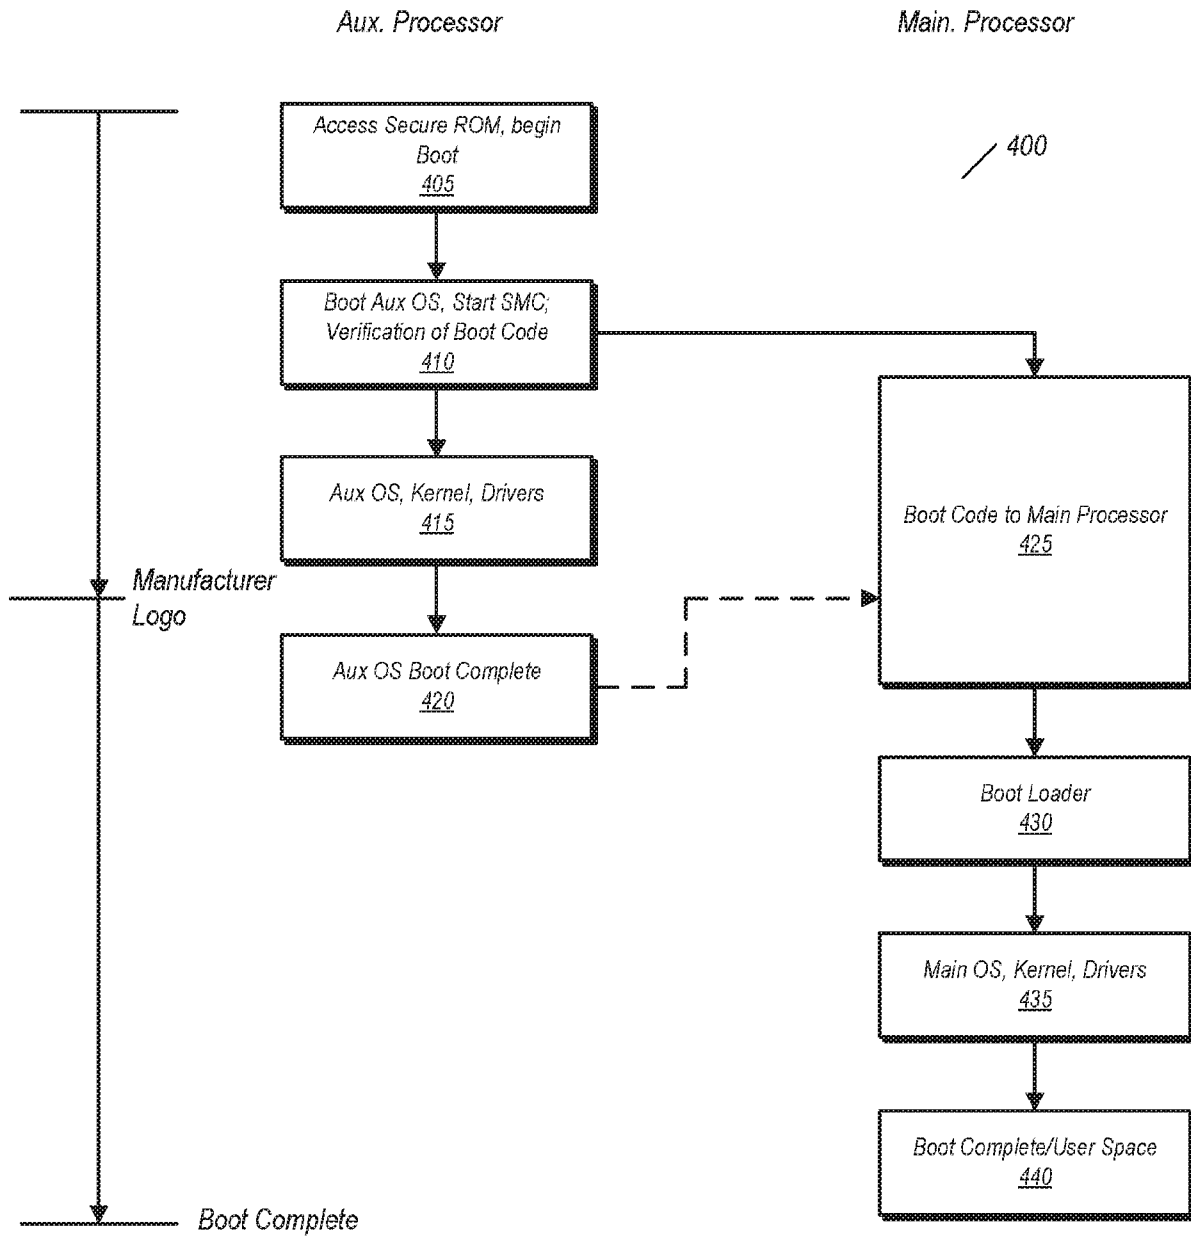 Aux. Processor
Main. Processor
Access Secure ROM, begin
Boot
405
400
Boot Aux OS, Start SMC;
Verification of Boot Code
410
Aux OS, Kernel, Drivers
415
Boot Code to Main Processor
425
Manufacturer
Logo
Aux OS Boot Complete
420
Boot Loader
430
Main OS, Kernel, Drivers
435
Boot Complete/User Space
440
Boot Complete